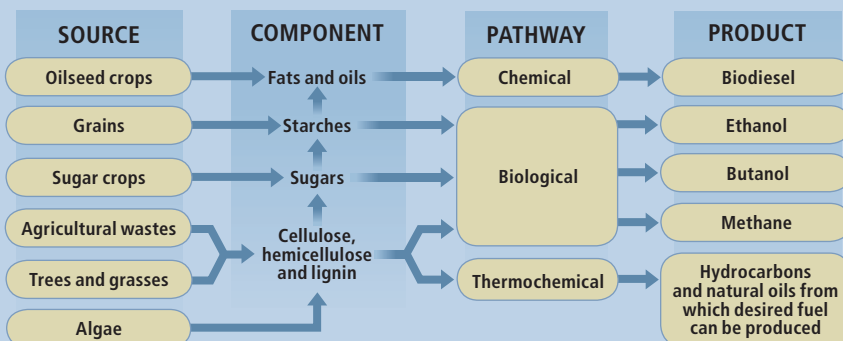 SOURCE
COMPONENT
PATHWAY
PRODUCT
Oilseed crops
Fats and oils
Chemical
Biodiesel
Grains
Starches
Biological
Ethanol
Sugar crops
Sugars
Butanol
Agricultural wastes
Cellulose,
hemicellulose
and lignin
Methane
Trees and grasses
Thermochemical
Hydrocarbons
and natural oils from
which desired fuel
can be produced
Algae